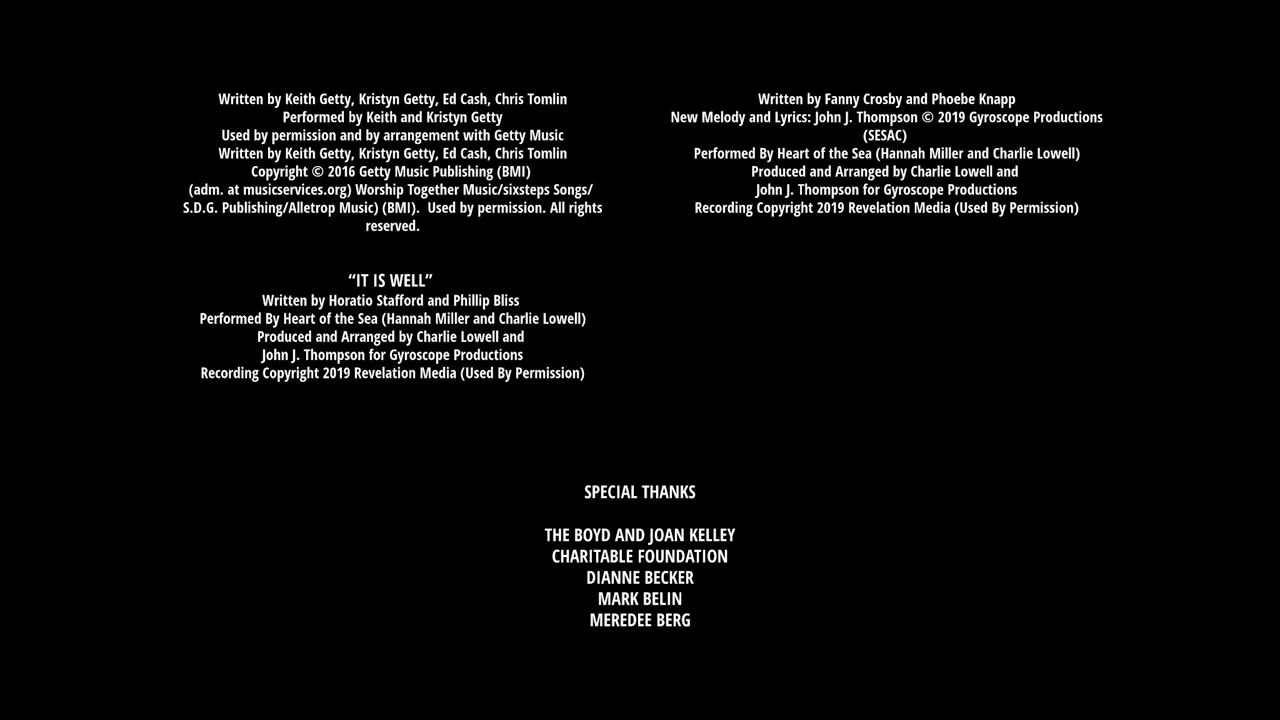 Written by Keith Getty, Kristyn Getty, Ed Cash, Chris Tomlin
Performed by Keith and Kristyn Getty
Used by permission and by arrangement with Getty Music
Written by Keith Getty, Kristyn Getty, Ed Cash, Chris Tomlin
Copyright © 2016 Getty Music Publishing (BMI)
(adm. at musicservices.org) Worship Together Music/sixsteps Songs/
S.D.G. Publishing/Alletrop Music) (BMI).  Used by permission. All rights
reserved.
“IT IS WELL”
Written by Horatio Stafford and Phillip Bliss
Performed By Heart of the Sea (Hannah Miller and Charlie Lowell)
Produced and Arranged by Charlie Lowell and
John J. Thompson for Gyroscope Productions
Recording Copyright 2019 Revelation Media (Used By Permission)
Written by Fanny Crosby and Phoebe Knapp
New Melody and Lyrics: John J. Thompson © 2019 Gyroscope Productions
(SESAC)
Performed By Heart of the Sea (Hannah Miller and Charlie Lowell)
Produced and Arranged by Charlie Lowell and
John J. Thompson for Gyroscope Productions
Recording Copyright 2019 Revelation Media (Used By Permission)
SPECIAL THANKS
THE BOYD AND JOAN KELLEY
CHARITABLE FOUNDATION
DIANNE BECKER
MARK BELIN
MEREDEE BERG